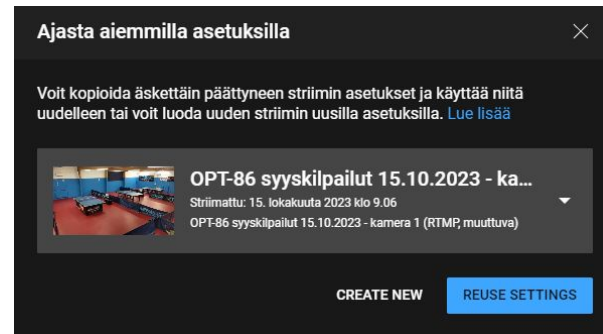 Ajasta aiemmilla asetuksilla
Voit kopioida äskettäin päättyneen striimin asetukset ja käyttää niitä
uudelleen tai voit luoda uuden striimin uusilla asetuksilla. Lue lisää
OPT-86 syyskilpailut 15.10.2023 - ka...
Striimattu: 15. lokakuuta 2023 klo 9.06
OPT-86 syyskilpailut 15.10.2023 - kamera 1 (RTMP, muuttuva)
CREATE NEW
REUSE SETTINGS